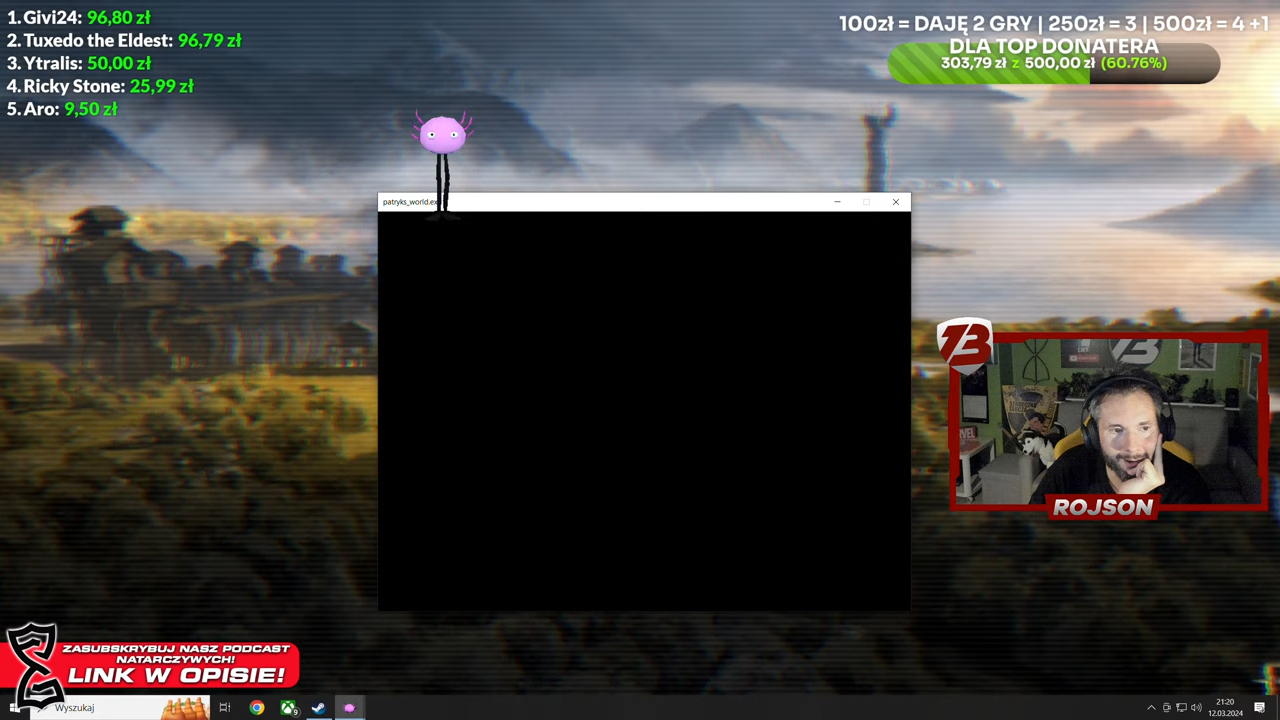 1. Givi24: 96,80 zł
2. Tuxedo the Eldest: 96,79 zł
3. Ytralis: 50,00 zł
4. Ricky Stone: 25,99 zł
5. Aro: 9,50 zł
100zł = DAJĘ 2 GRY | 250zł = 3 | 500zł = 4 +1
DLA TOP DONATERA
303,79 zł z 500,00 zł (60.76%)
patryks_world.ex
MARVEL
ROJSON
ZASUBSKRYBUJ NASZ PODCAST
NATARCZYWYCH!
LINK W OPISIE!
Wyszukaj
9
21:20
12.03.2024